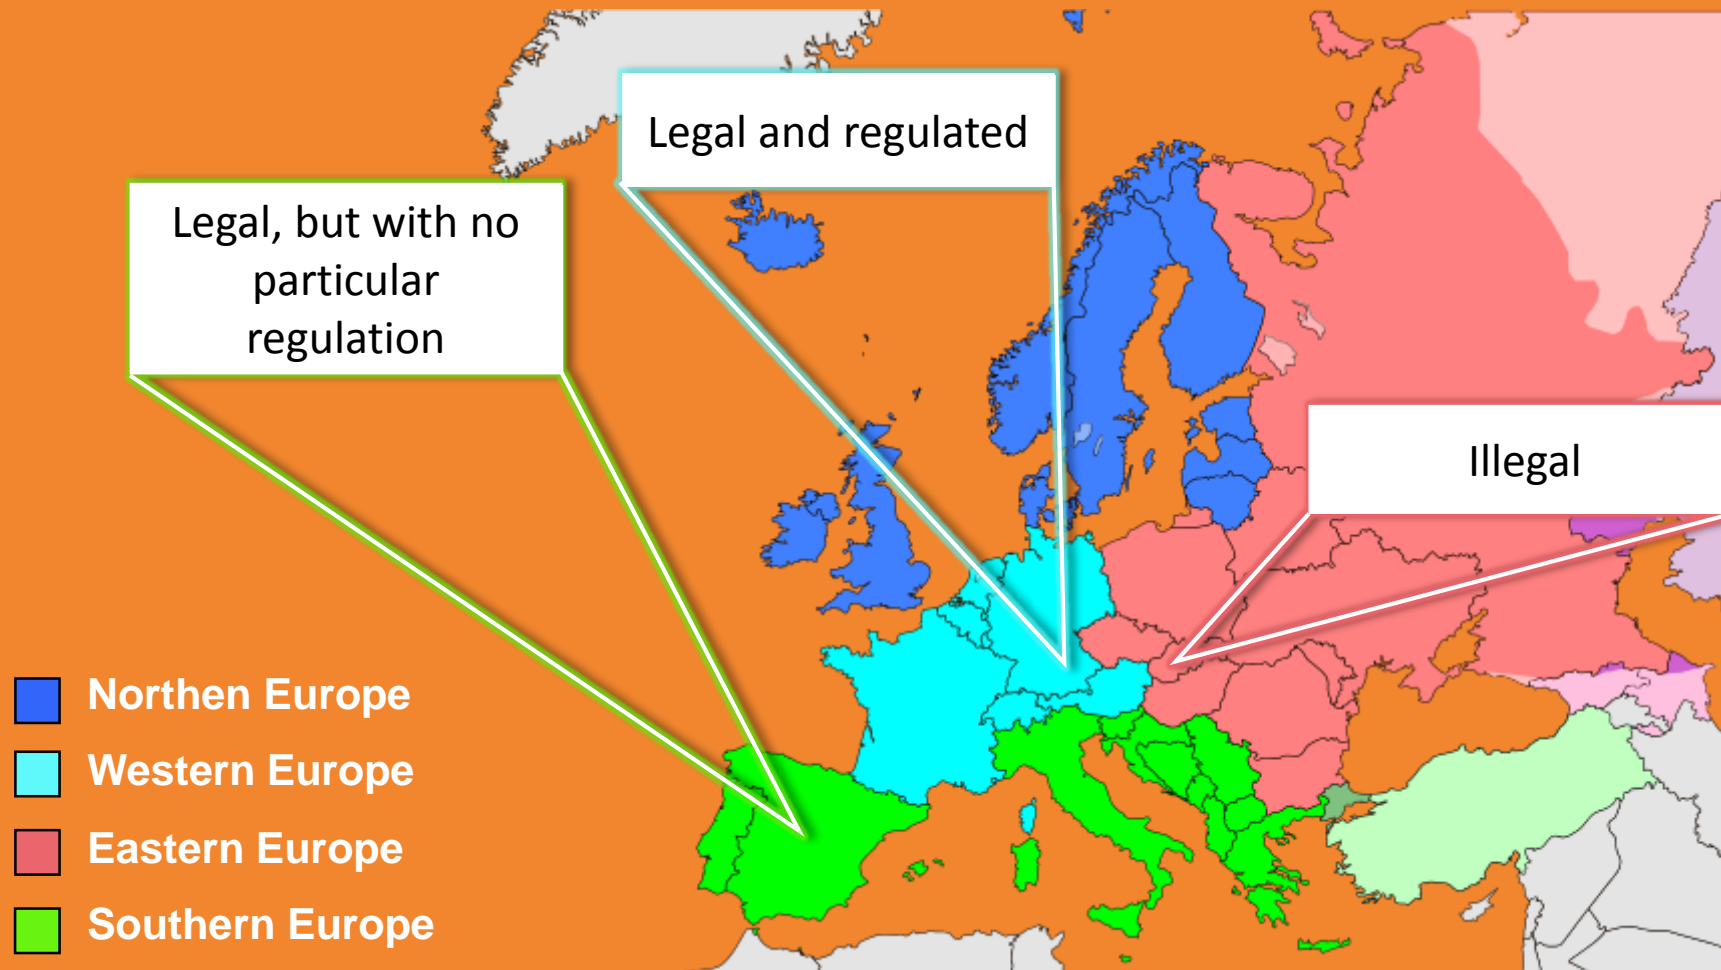 Legal and regulated
Legal, but with no
particular
regulation
Illegal
Northen Europe
Western Europe
Eastern Europe
Southern Europe